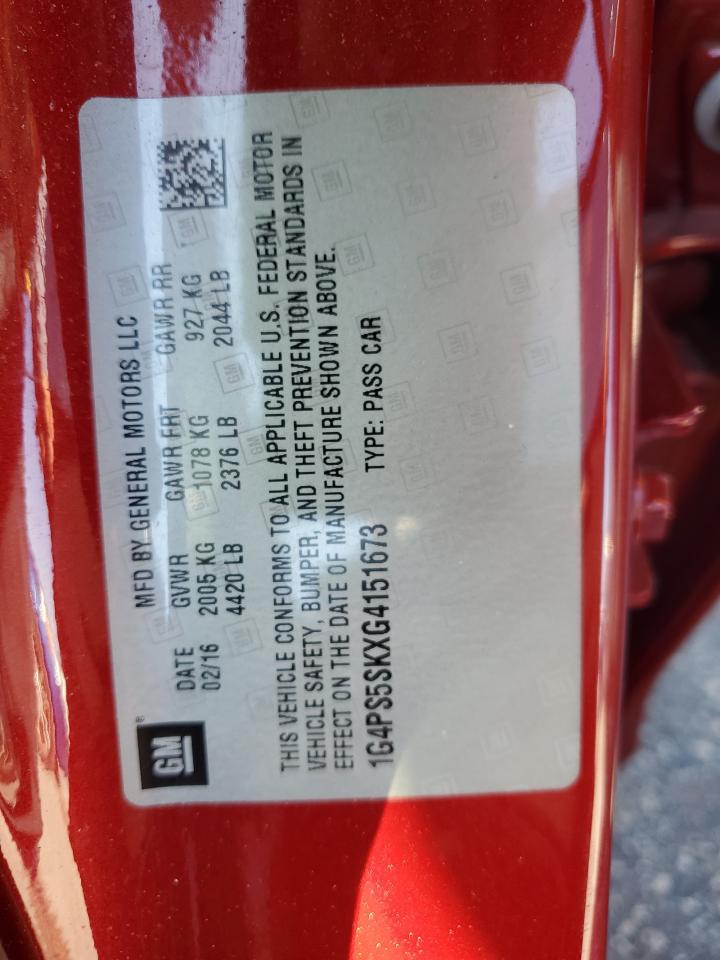 GM
MFD BY GENERAL MOTORS LLC
DATE GVWR GAWR FRT GAWR RR
02/16 2005 KG 1078 KG 927 KG
4420 LB 2376 LB 2044 LB
THIS VEHICLE CONFORMS TO ALL APPLICABLE U.S. FEDERAL MOTOR
VEHICLE SAFETY, BUMPER, AND THEFT PREVENTION STANDARDS IN
EFFECT ON THE DATE OF MANUFACTURE SHOWN ABOVE.
1G4PS5SKXG4151673 TYPE: PASS CAR